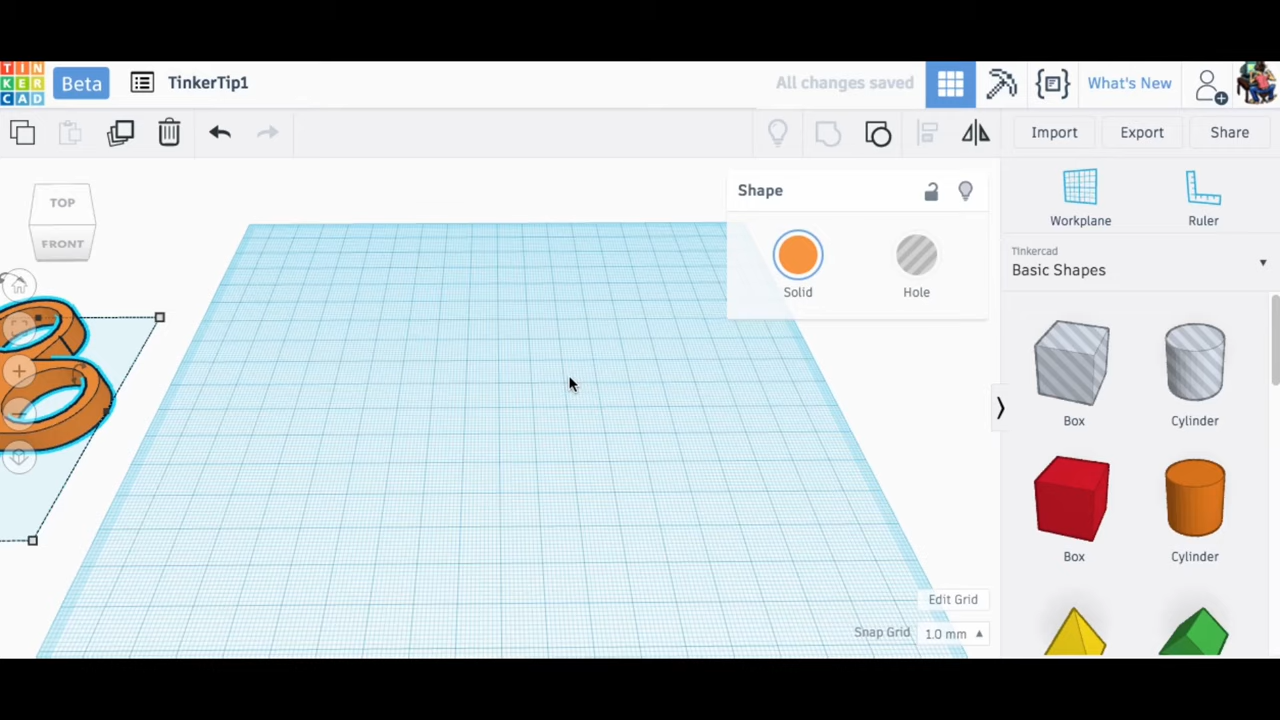 TIN
KER
CAD
Beta
TinkerTip1
All changes saved
What's New
Import
Export
Share
TOP
FRONT
Shape
Solid
Hole
Workplane
Ruler
Tinkercad
Basic Shapes
Box
Cylinder
Box
Cylinder
Edit Grid
Snap Grid
1.0 mm